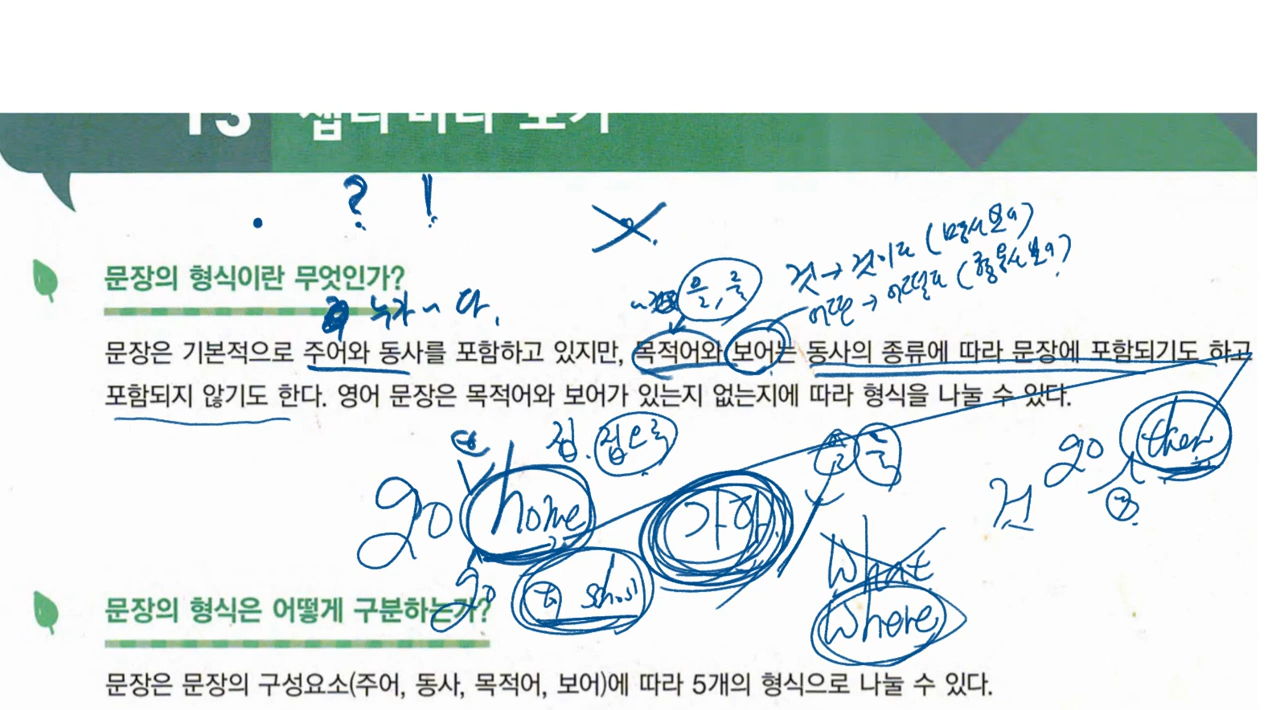 13
. ? !
문장의 형식이란 무엇인가?
누가 ~ 다.
을, 를
것 → 것이다 (명사보어)
어떤 → 어떻다 (형용사보어)
문장은 기본적으로 주어와 동사를 포함하고 있지만, 목적어와 보어는 동사의 종류에 따라 문장에 포함되기도 하고
포함되지 않기도 한다. 영어 문장은 목적어와 보어가 있는지 없는지에 따라 형식을 나눌 수 있다.
집 집으로
을 를
go home
go there
것
go to school
What
Where
문장의 형식은 어떻게 구분하는가?
문장은 문장의 구성요소(주어, 동사, 목적어, 보어)에 따라 5개의 형식으로 나눌 수 있다.